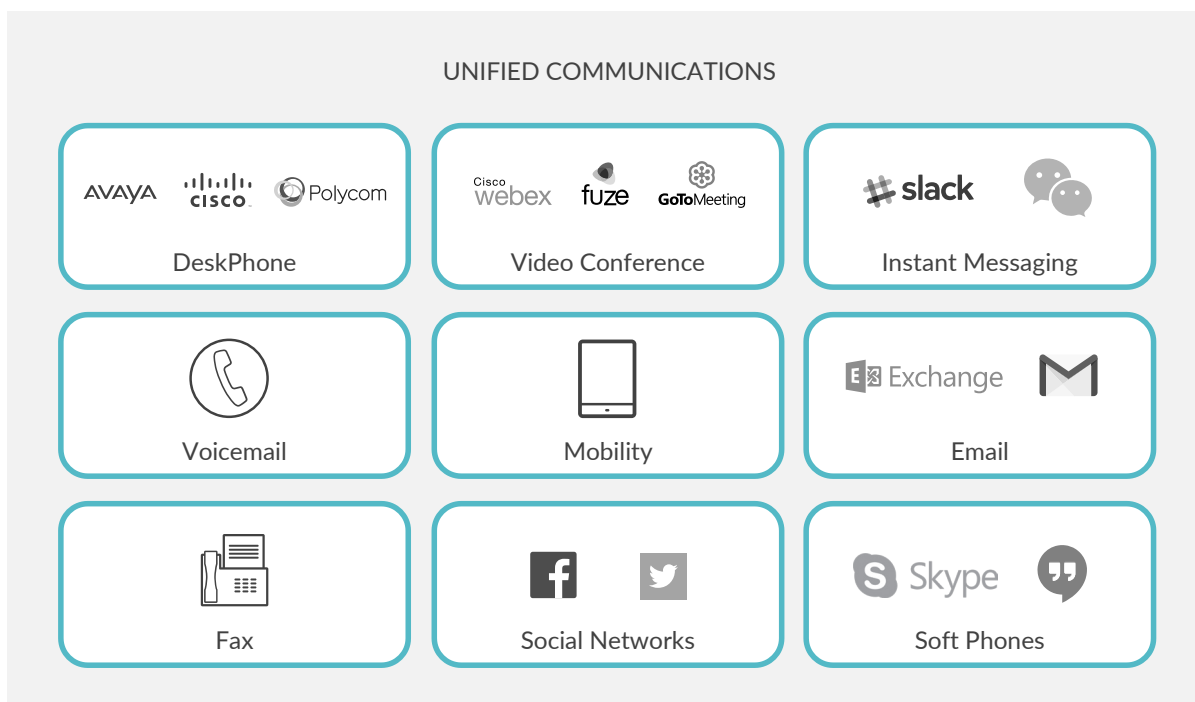 UNIFIED COMMUNICATIONS
AVAYA
CISCO
Polycom
DeskPhone
Cisco
webex
fuze
GoToMeeting
Video Conference
slack
Instant Messaging
Voicemail
Mobility
E
Exchange
Email
Fax
f
Social Networks
S
Skype
Soft Phones